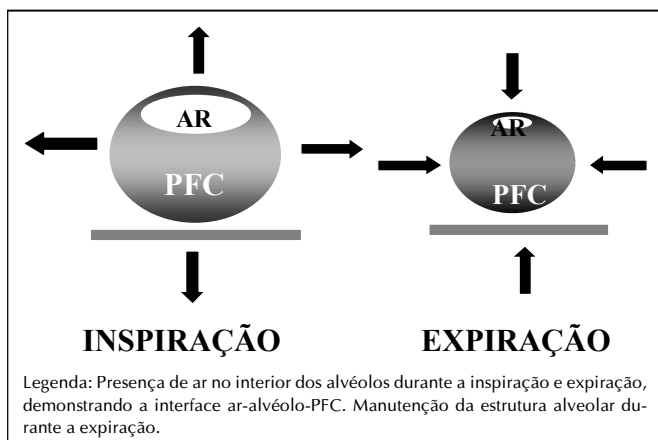 AR
PFC
AR
PFC
INSPIRAÇÃO
EXPIRAÇÃO
Legenda: Presença de ar no interior dos alvéolos durante a inspiração e expiração,
demonstrando a interface ar-alvéolo-PFC. Manutenção da estrutura alveolar du-
rante a expiração.